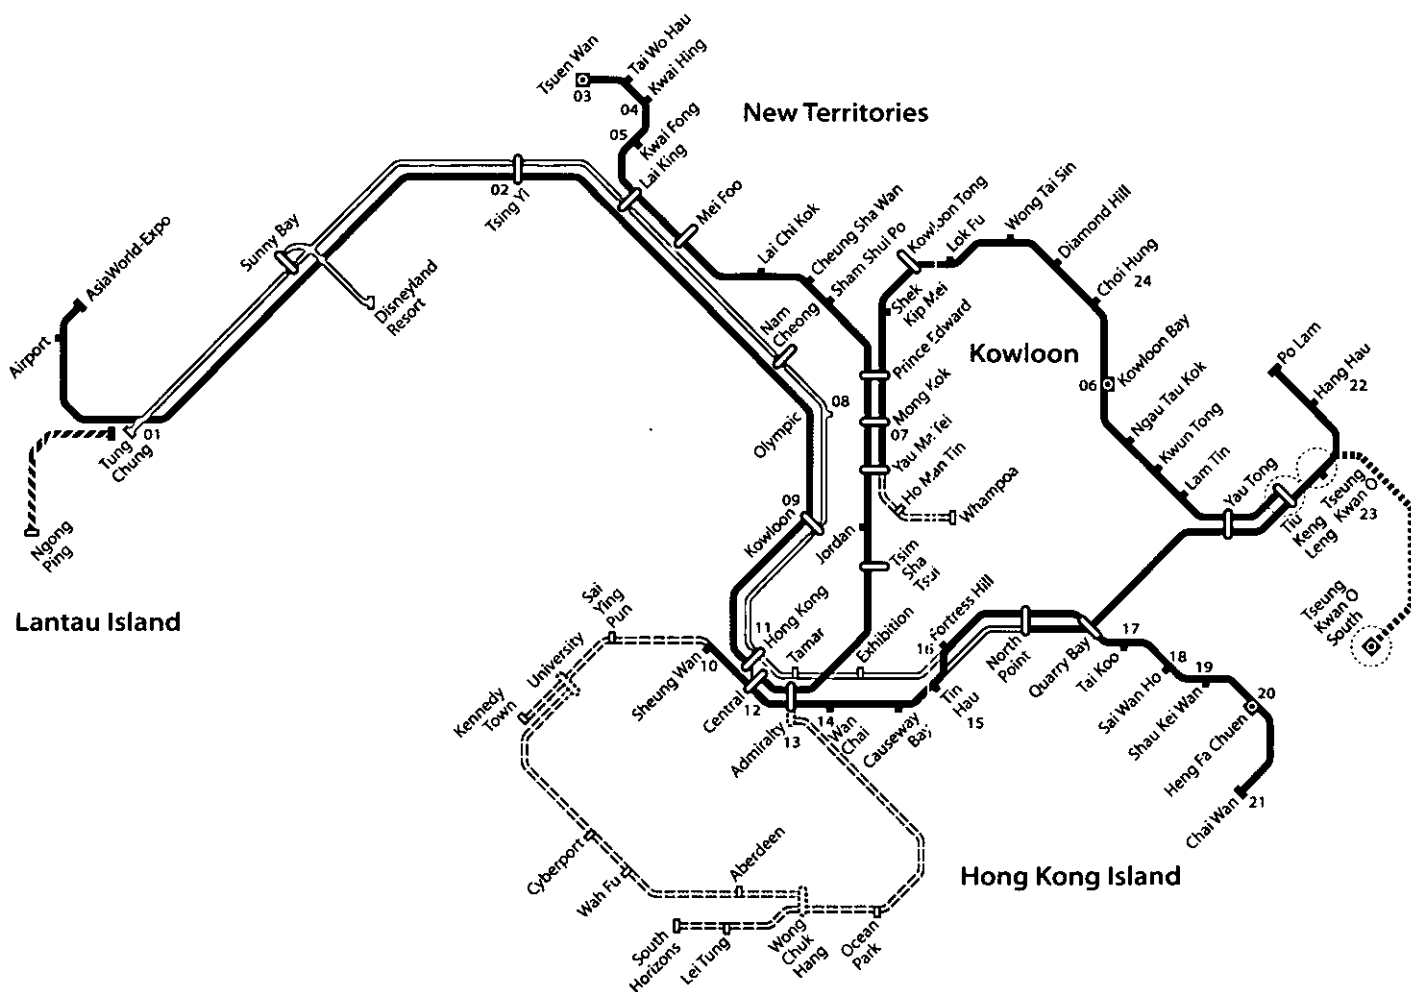 Tsuen Wan
03
Tai Wo Hau
04
Kwai Hing
05
Kwai Fong
Lai King
New Territories
02
Tsing Yi
Mei Foo
Lai Chi Kok
Cheung Sha Wan
Sham Shui Po
Kowloon Tong
Lok Fu
Wong Tai Sin
Diamond Hill
Choi Hung
24
AsiaWorld-Expo
Airport
Sunny Bay
Disneyland
Resort
Nam
Cheong
Shek
Kip Mei
Prince Edward
Kowloon
06
Kowloon Bay
Po Lam
Hang Hau
22
Ngau Tau Kok
Kwun Tong
Lam Tin
Yau Tong
08
Olympic
Mong Kok
07
Yau Ma Tei
Ho Man Tin
Whampoa
01
Tung
Chung
Ngong
Ping
09
Kowloon
Jordan
Tsim
Sha
Tsui
Tiu
Keng
Leng
Tseung
Kwan O
23
Tseung
Kwan O
South
Lantau Island
Sai
Ying
Pun
University
Kennedy
Town
Sheung Wan
10
11
Hong Kong
Central
12
Tamar
Admiralty
13
Exhibition
14
Wan
Chai
Causeway
Bay
Fortress Hill
16
Tin
Hau
15
North
Point
Quarry Bay
17
Tai Koo
18
Sai Wan Ho
19
Shau Kei Wan
20
Heng Fa Chuen
Chai Wan
21
Cyberport
Wah Fu
Aberdeen
South
Horizons
Lei Tung
Wong
Chuk
Hang
Ocean
Park
Hong Kong Island